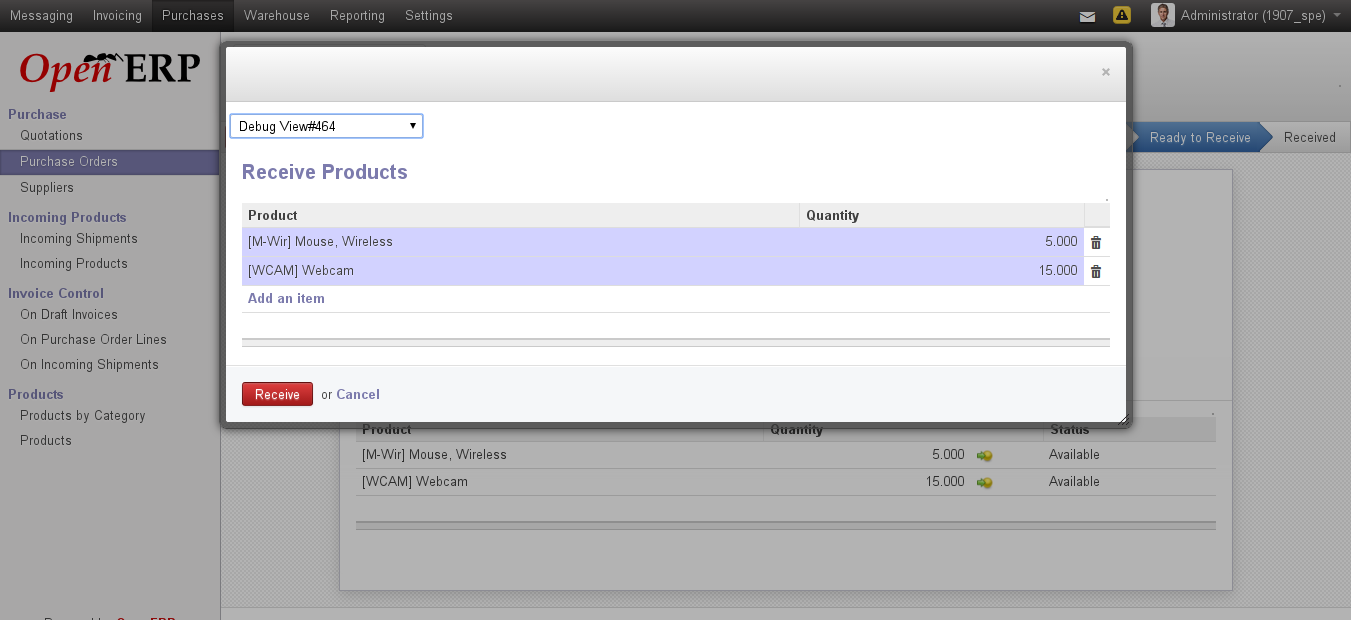 Messaging Invoicing Purchases Warehouse Reporting Settings Administrator (1907_spe)
Open ERP
Purchase
Quotations
Purchase Orders
Suppliers
Incoming Products
Incoming Shipments
Incoming Products
Invoice Control
On Draft Invoices
On Purchase Order Lines
On Incoming Shipments
Products
Products by Category
Products
×
Debug View#464
Ready to Receive Received
Receive Products
Product Quantity
[M-Wir] Mouse, Wireless 5.000
[WCAM] Webcam 15.000
Add an item
Receive or Cancel
Product Quantity Status
[M-Wir] Mouse, Wireless 5.000 Available
[WCAM] Webcam 15.000 Available